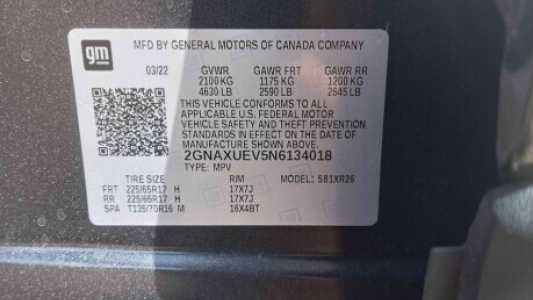 gm
MFD BY GENERAL MOTORS OF CANADA COMPANY
03/22 GVWR GAWR FRT GAWR RR
2100 KG 1175 KG 1200 KG
4630 LB 2590 LB 2645 LB
THIS VEHICLE CONFORMS TO ALL
APPLICABLE U.S. FEDERAL MOTOR
VEHICLE SAFETY AND THEFT PREVENTION
STANDARDS IN EFFECT ON THE DATE OF
MANUFACTURE SHOWN ABOVE.
2GNAXUEV5N6134018
TYPE: MPV MODEL: 5B1XR26
TIRE SIZE RIM
FRT 225/65R17 H 17X7J
RR 225/65R17 H 17X7J
SPA T135/70R16 M 16X4BT